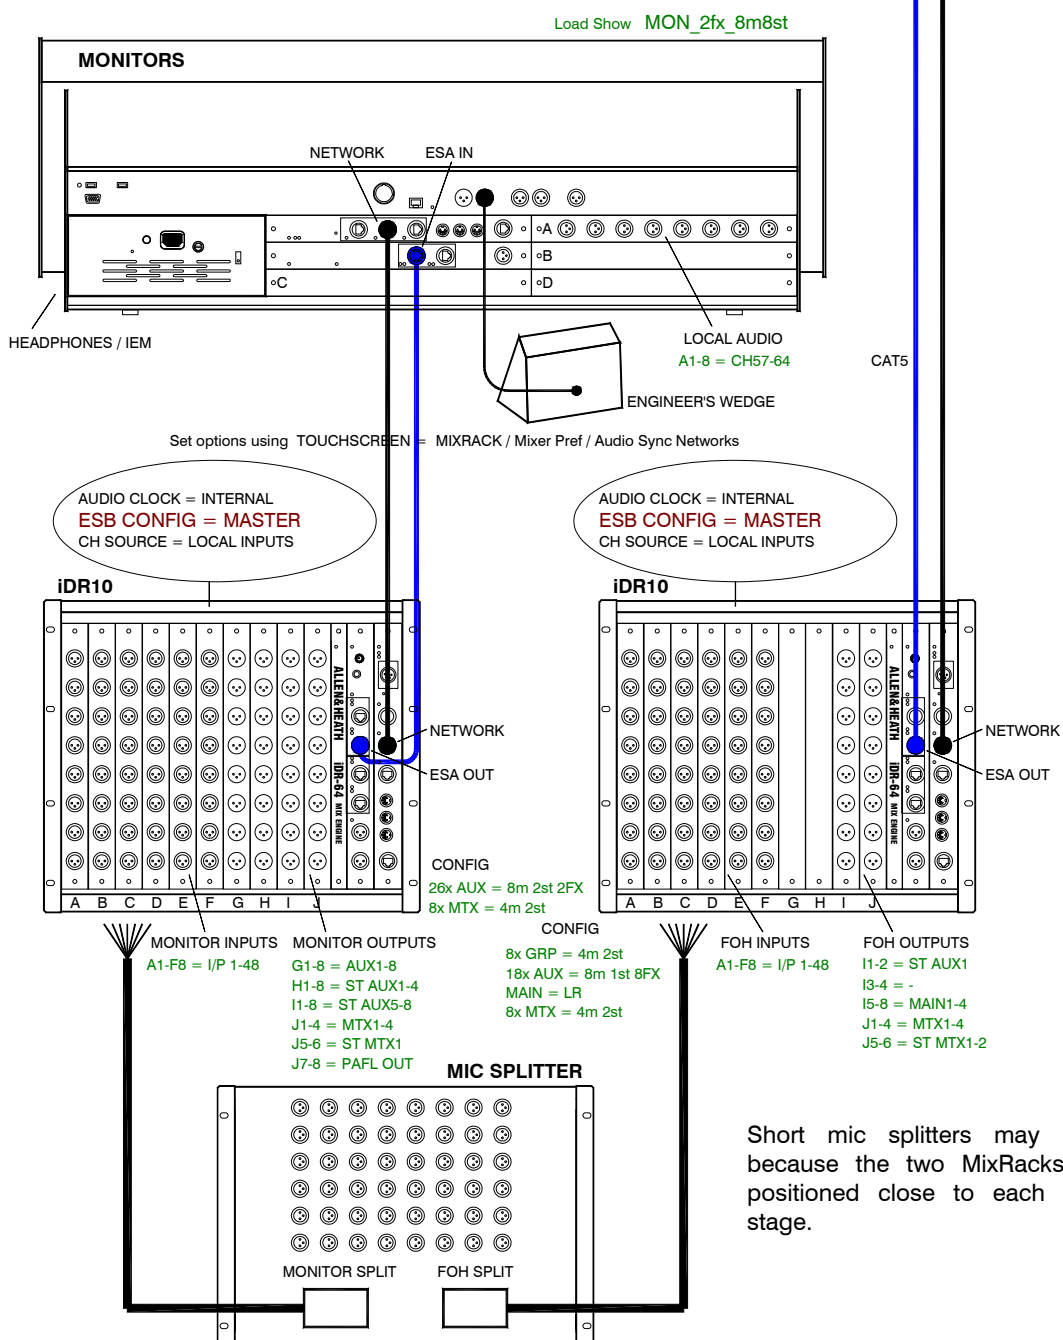 Load Show MON_2fx_8m8st
MONITORS
NETWORK
ESA IN
A
B
C
D
HEADPHONES / IEM
LOCAL AUDIO
A1-8 = CH57-64
CAT5
ENGINEER'S WEDGE
Set options using TOUCHSCREEN = MIXRACK / Mixer Pref / Audio Sync Networks
AUDIO CLOCK = INTERNAL
ESB CONFIG = MASTER
CH SOURCE = LOCAL INPUTS
iDR10
ALLEN&HEATH iDR-64 MIX ENGINE
NETWORK
ESA OUT
A B C D E F G H I J
AUDIO CLOCK = INTERNAL
ESB CONFIG = MASTER
CH SOURCE = LOCAL INPUTS
iDR10
ALLEN&HEATH iDR-64 MIX ENGINE
NETWORK
ESA OUT
A B C D E F G H I J
CONFIG
26x AUX = 8m 2st 2FX
8x MTX = 4m 2st
MONITOR INPUTS
A1-F8 = I/P 1-48
MONITOR OUTPUTS
G1-8 = AUX1-8
H1-8 = ST AUX1-4
I1-8 = ST AUX5-8
J1-4 = MTX1-4
J5-6 = ST MTX1
J7-8 = PAFL OUT
CONFIG
8x GRP = 4m 2st
18x AUX = 8m 1st 8FX
MAIN = LR
8x MTX = 4m 2st
FOH INPUTS
A1-F8 = I/P 1-48
FOH OUTPUTS
I1-2 = ST AUX1
I3-4 = -
I5-8 = MAIN1-4
J1-4 = MTX1-4
J5-6 = ST MTX1-2
MIC SPLITTER
MONITOR SPLIT
FOH SPLIT
Short mic splitters may
because the two MixRacks
positioned close to each
stage.